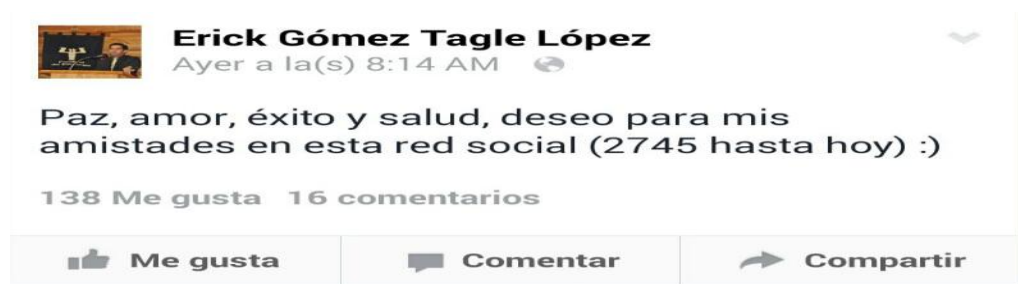 Erick Gómez Tagle López
Ayer a la(s) 8:14 AM
Paz, amor, éxito y salud, deseo para mis
amistades en esta red social (2745 hasta hoy) :)
138 Me gusta 16 comentarios
Me gusta Comentar Compartir